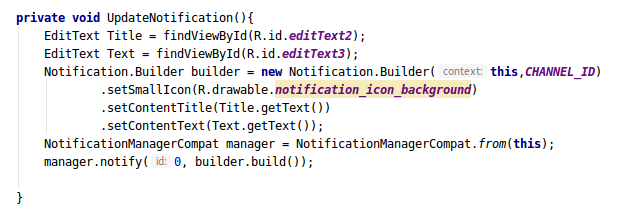 private void UpdateNotification(){
EditText Title = findViewById(R.id.editText2);
EditText Text = findViewById(R.id.editText3);
Notification.Builder builder = new Notification.Builder( context: this,CHANNEL_ID)
.setSmallIcon(R.drawable.notification_icon_background)
.setContentTitle(Title.getText())
.setContentText(Text.getText());
NotificationManagerCompat manager = NotificationManagerCompat.from(this);
manager.notify( id: 0, builder.build());
}